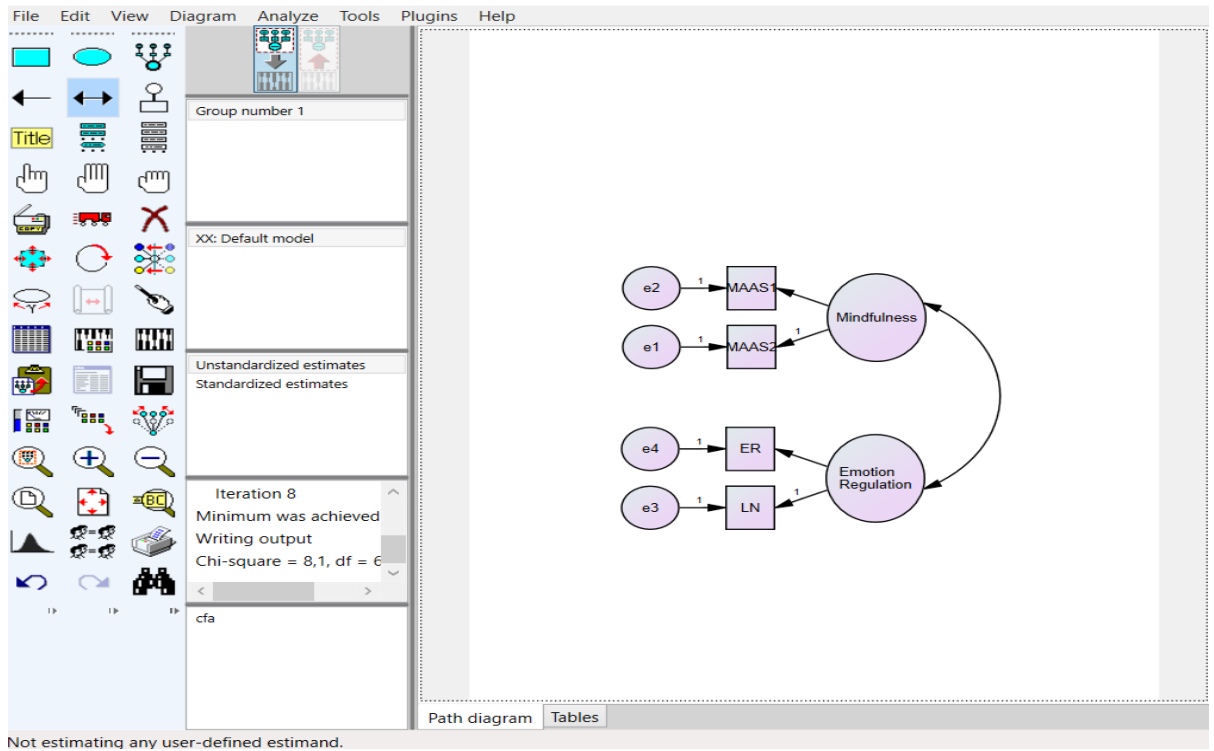 File Edit View Diagram Analyze Tools Plugins Help
Title
COPY
γ
BC
Group number 1
XX: Default model
Unstandardized estimates
Standardized estimates
Iteration 8
Minimum was achieved
Writing output
Chi-square = 8,1, df = 6
cfa
e2 1 MAAS1
Mindfulness
e1 1 MAAS2 1
e4 1 ER
Emotion
Regulation
e3 1 LN 1
Path diagram Tables
Not estimating any user-defined estimand.